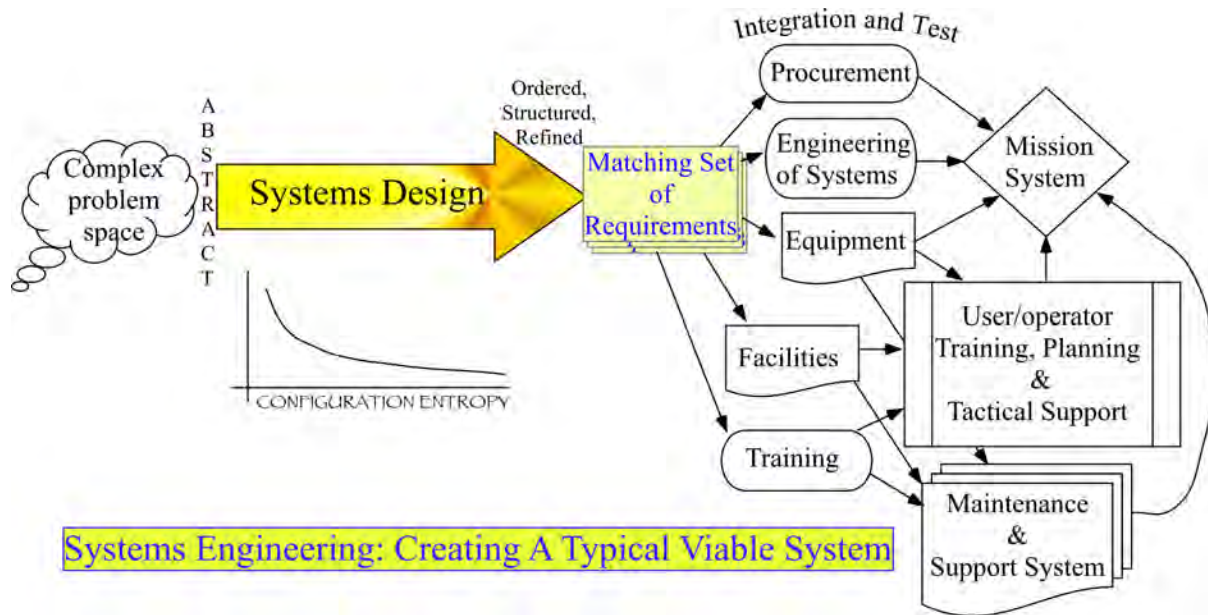 Integration and Test
Procurement
Ordered,
Structured,
Refined
ABSTRACT
Complex
problem
space
Systems Design
Matching Set
of
Requirements
Engineering
of Systems
Mission
System
Equipment
User/operator
Training, Planning
&
Tactical Support
Facilities
CONFIGURATION ENTROPY
Training
Maintenance
&
Support System
Systems Engineering: Creating A Typical Viable System